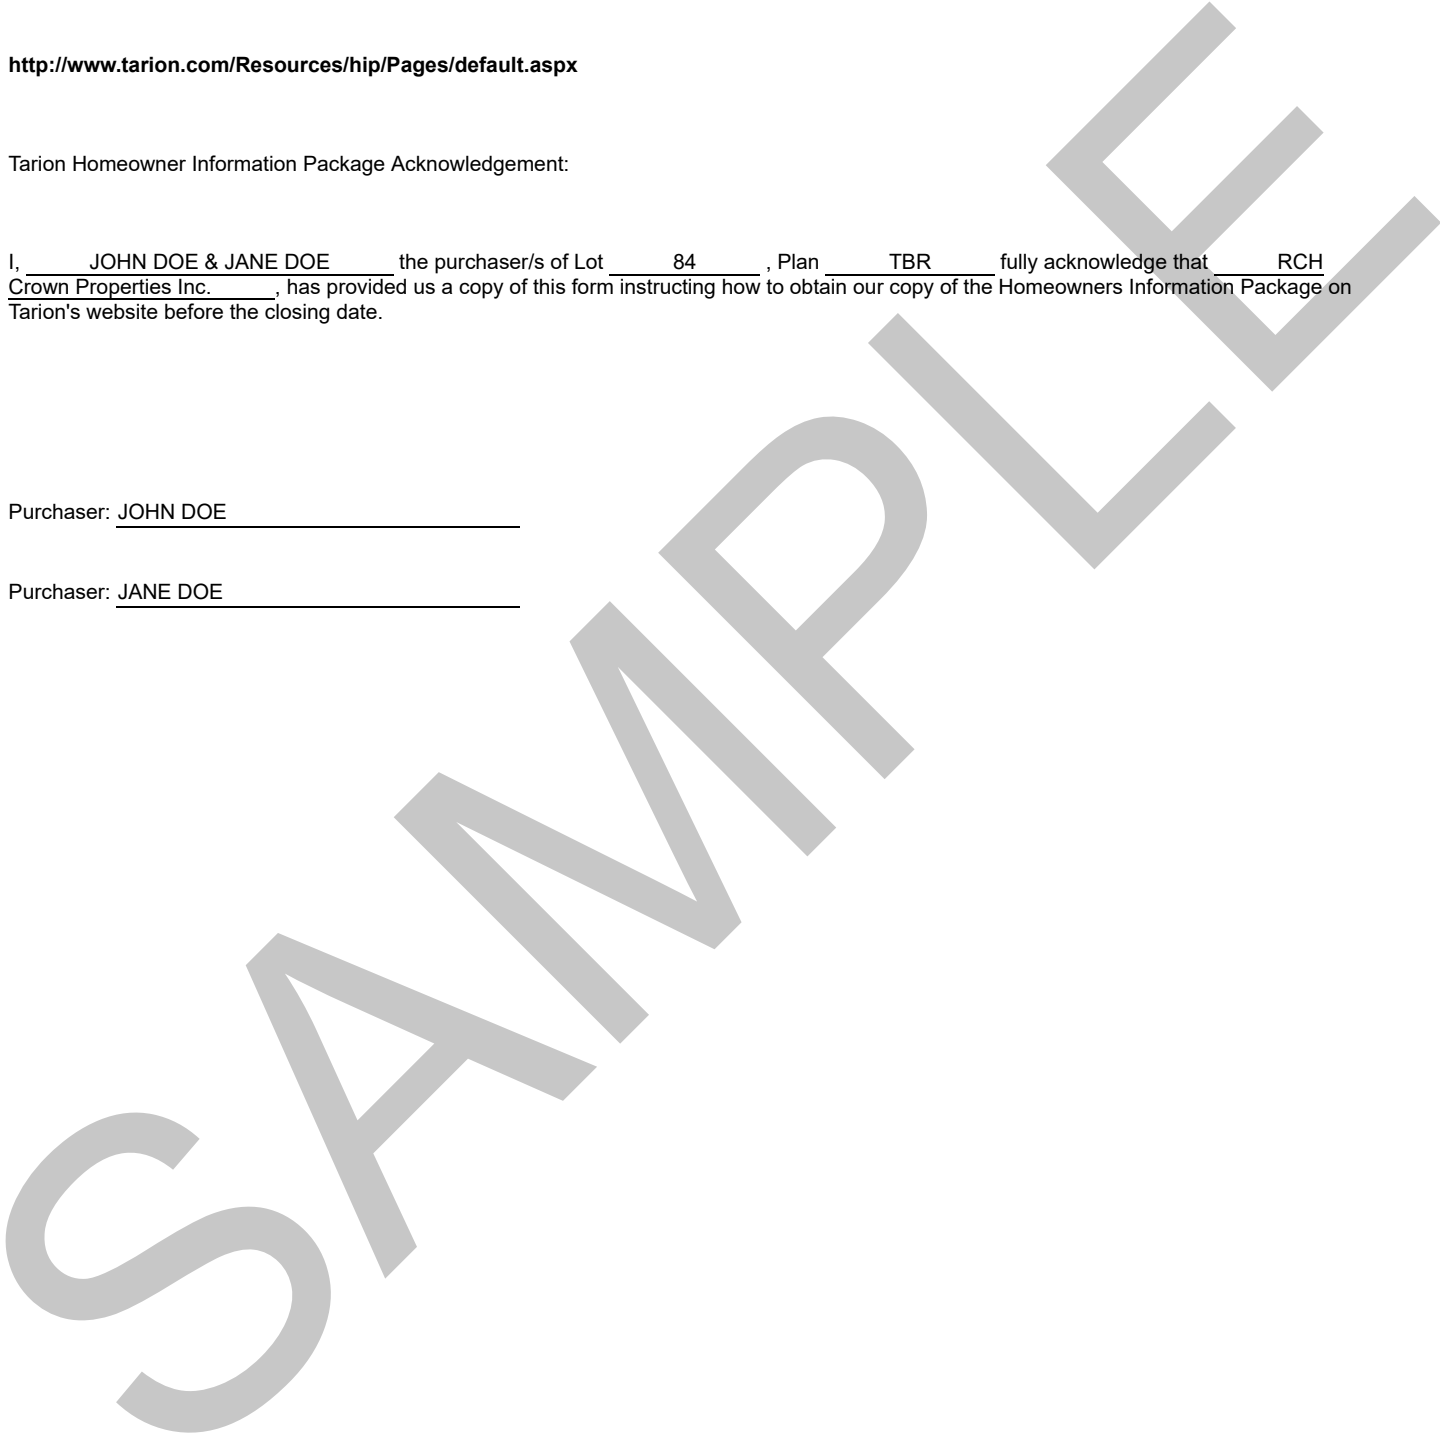 http://www.tarion.com/Resources/hip/Pages/default.aspx
Tarion Homeowner Information Package Acknowledgement:
I, JOHN DOE & JANE DOE the purchaser/s of Lot 84 , Plan TBR fully acknowledge that RCH
Crown Properties Inc. , has provided us a copy of this form instructing how to obtain our copy of the Homeowners Information Package on
Tarion's website before the closing date.
Purchaser: JOHN DOE
Purchaser: JANE DOE
SAMPLE